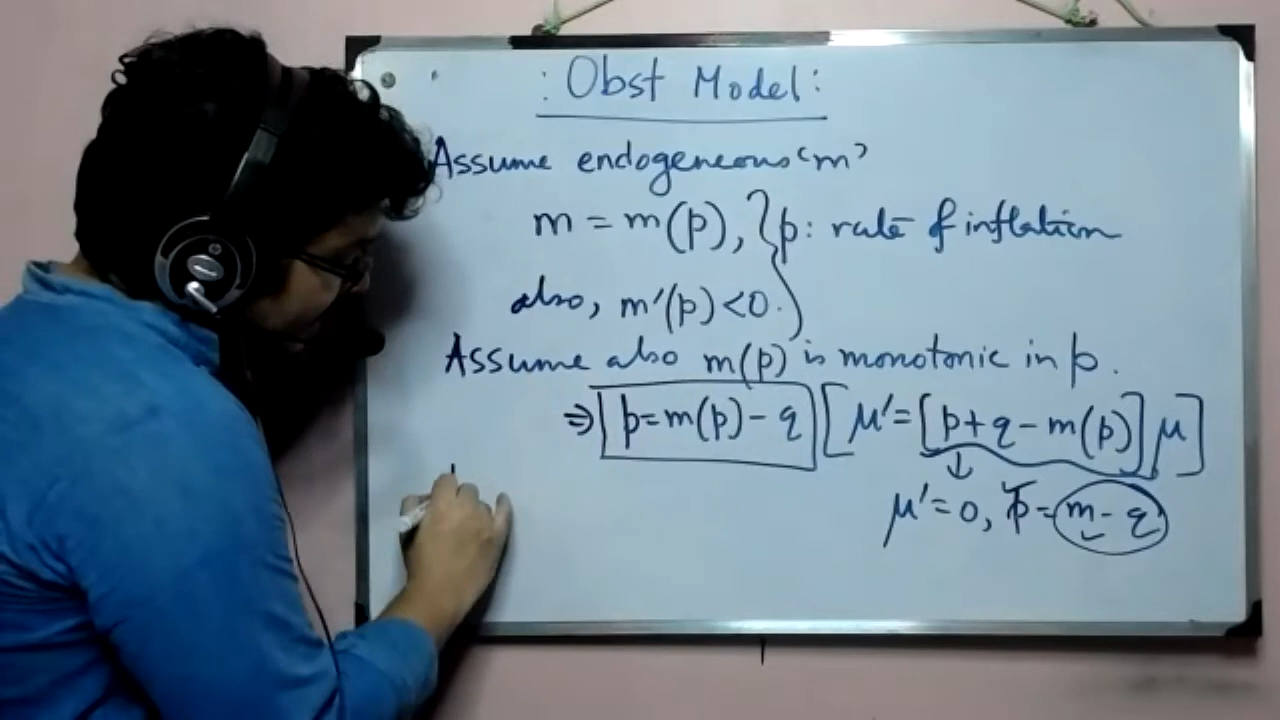 : Obst Model :
Assume endogeneous 'm'
m = m(p), } p: rate of inflation
also, m'(p) < 0.
Assume also m(p) is monotonic in p.
⇒ p = m(p) - q [ μ' = [p + q - m(p)] μ ]
↓
μ' = 0, p̄ = m - q